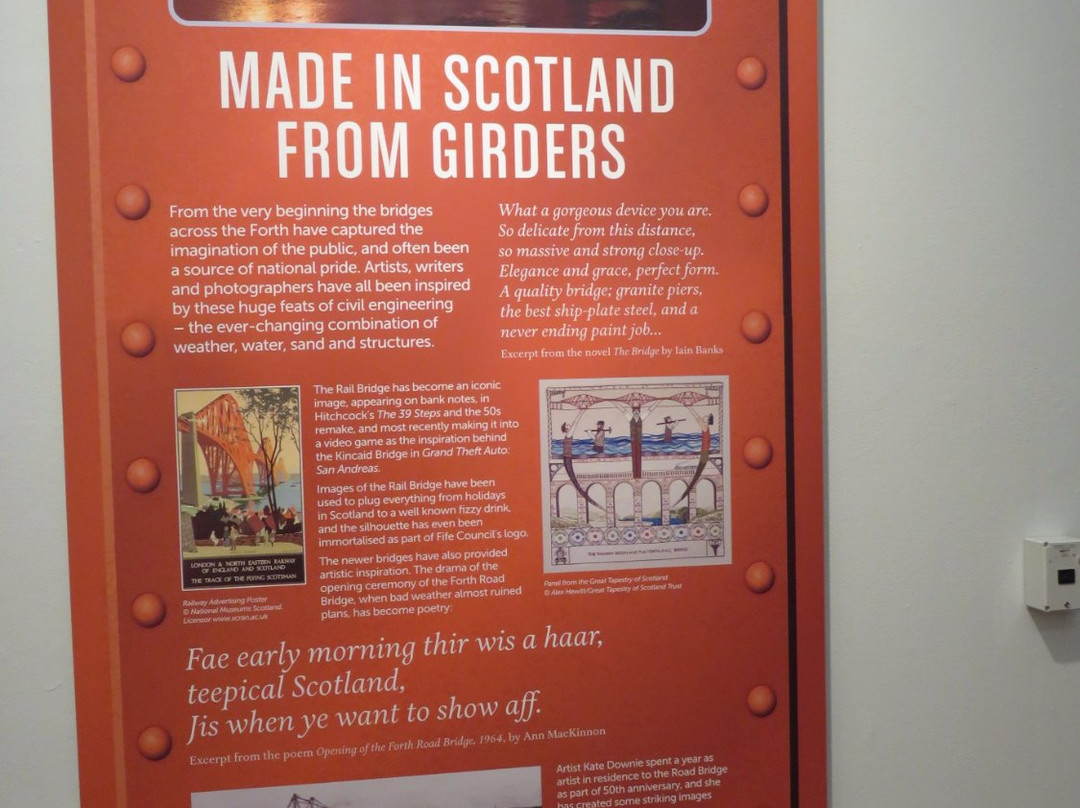 MADE IN SCOTLAND
FROM GIRDERS
From the very beginning the bridges
across the Forth have captured the
imagination of the public, and often been
a source of national pride. Artists, writers
and photographers have all been inspired
by these huge feats of civil engineering
– the ever-changing combination of
weather, water, sand and structures.
What a gorgeous device you are.
So delicate from this distance,
so massive and strong close-up.
Elegance and grace, perfect form.
A quality bridge; granite piers,
the best ship-plate steel, and a
never ending paint job...
Excerpt from the novel The Bridge by Iain Banks
The Rail Bridge has become an iconic
image, appearing on bank notes, in
Hitchcock's The 39 Steps and the 50s
remake, and most recently making it into
a video game as the inspiration behind
the Kincaid Bridge in Grand Theft Auto:
San Andreas.
Images of the Rail Bridge have been
used to plug everything from holidays
in Scotland to a well known fizzy drink,
and the silhouette has even been
immortalised as part of Fife Council's logo.
The newer bridges have also provided
artistic inspiration. The drama of the
opening ceremony of the Forth Road
Bridge, when bad weather almost ruined
plans, has become poetry:
LONDON & NORTH EASTERN RAILWAY
OF ENGLAND AND SCOTLAND
THE TRACK OF THE FLYING SCOTSMAN
Railway Advertising Poster
© National Museums Scotland.
Licensor www.scran.ac.uk
Panel from the Great Tapestry of Scotland
© Alex Hewitt/Great Tapestry of Scotland Trust
Fae early morning thir wis a haar,
teepical Scotland,
Jis when ye want to show aff.
Excerpt from the poem Opening of the Forth Road Bridge, 1964, by Ann MacKinnon
Artist Kate Downie spent a year as
artist in residence to the Road Bridge
as part of 50th anniversary, and she
has created some striking images